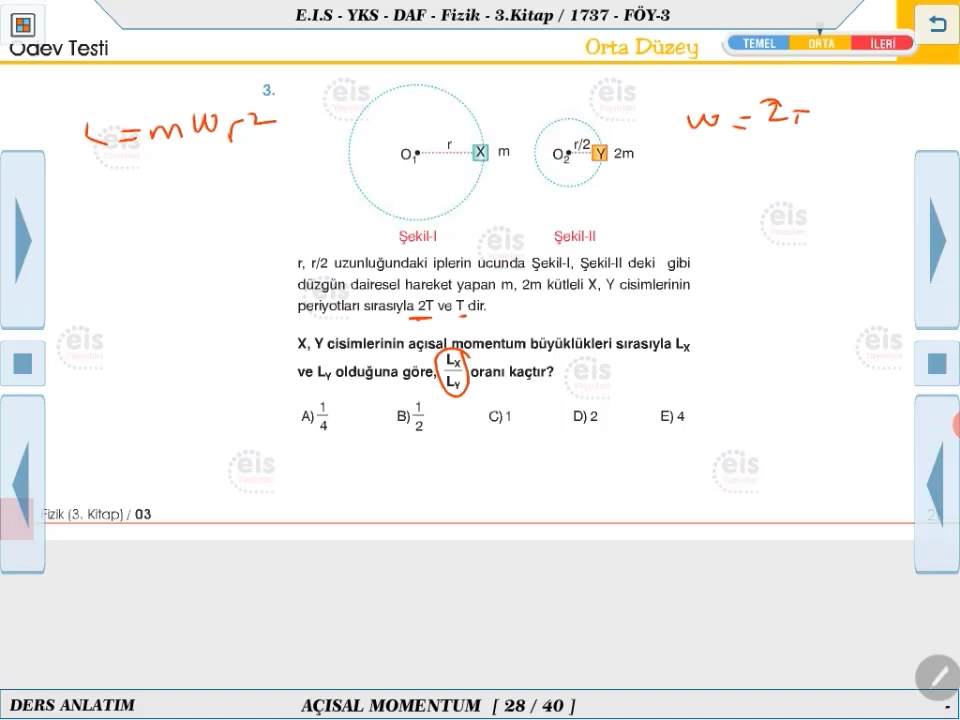 E.I.S - YKS - DAF - Fizik - 3.Kitap / 1737 - FÖY-3
Ödev Testi
Orta Düzey
TEMEL ORTA İLERİ
3.
L = m w r²
w = 2π
O₁ r X m
O₂ r/2 Y 2m
Şekil-I Şekil-II
r, r/2 uzunluğundaki iplerin ucunda Şekil-I, Şekil-II deki gibi
düzgün dairesel hareket yapan m, 2m kütleli X, Y cisimlerinin
periyotları sırasıyla 2T ve T dir.
X, Y cisimlerinin açısal momentum büyüklükleri sırasıyla Lₓ
ve Lᵧ olduğuna göre, Lₓ/Lᵧ oranı kaçtır?
A) 1/4 B) 1/2 C) 1 D) 2 E) 4
Fizik (3. Kitap) / 03
DERS ANLATIM
AÇISAL MOMENTUM [ 28 / 40 ]
-